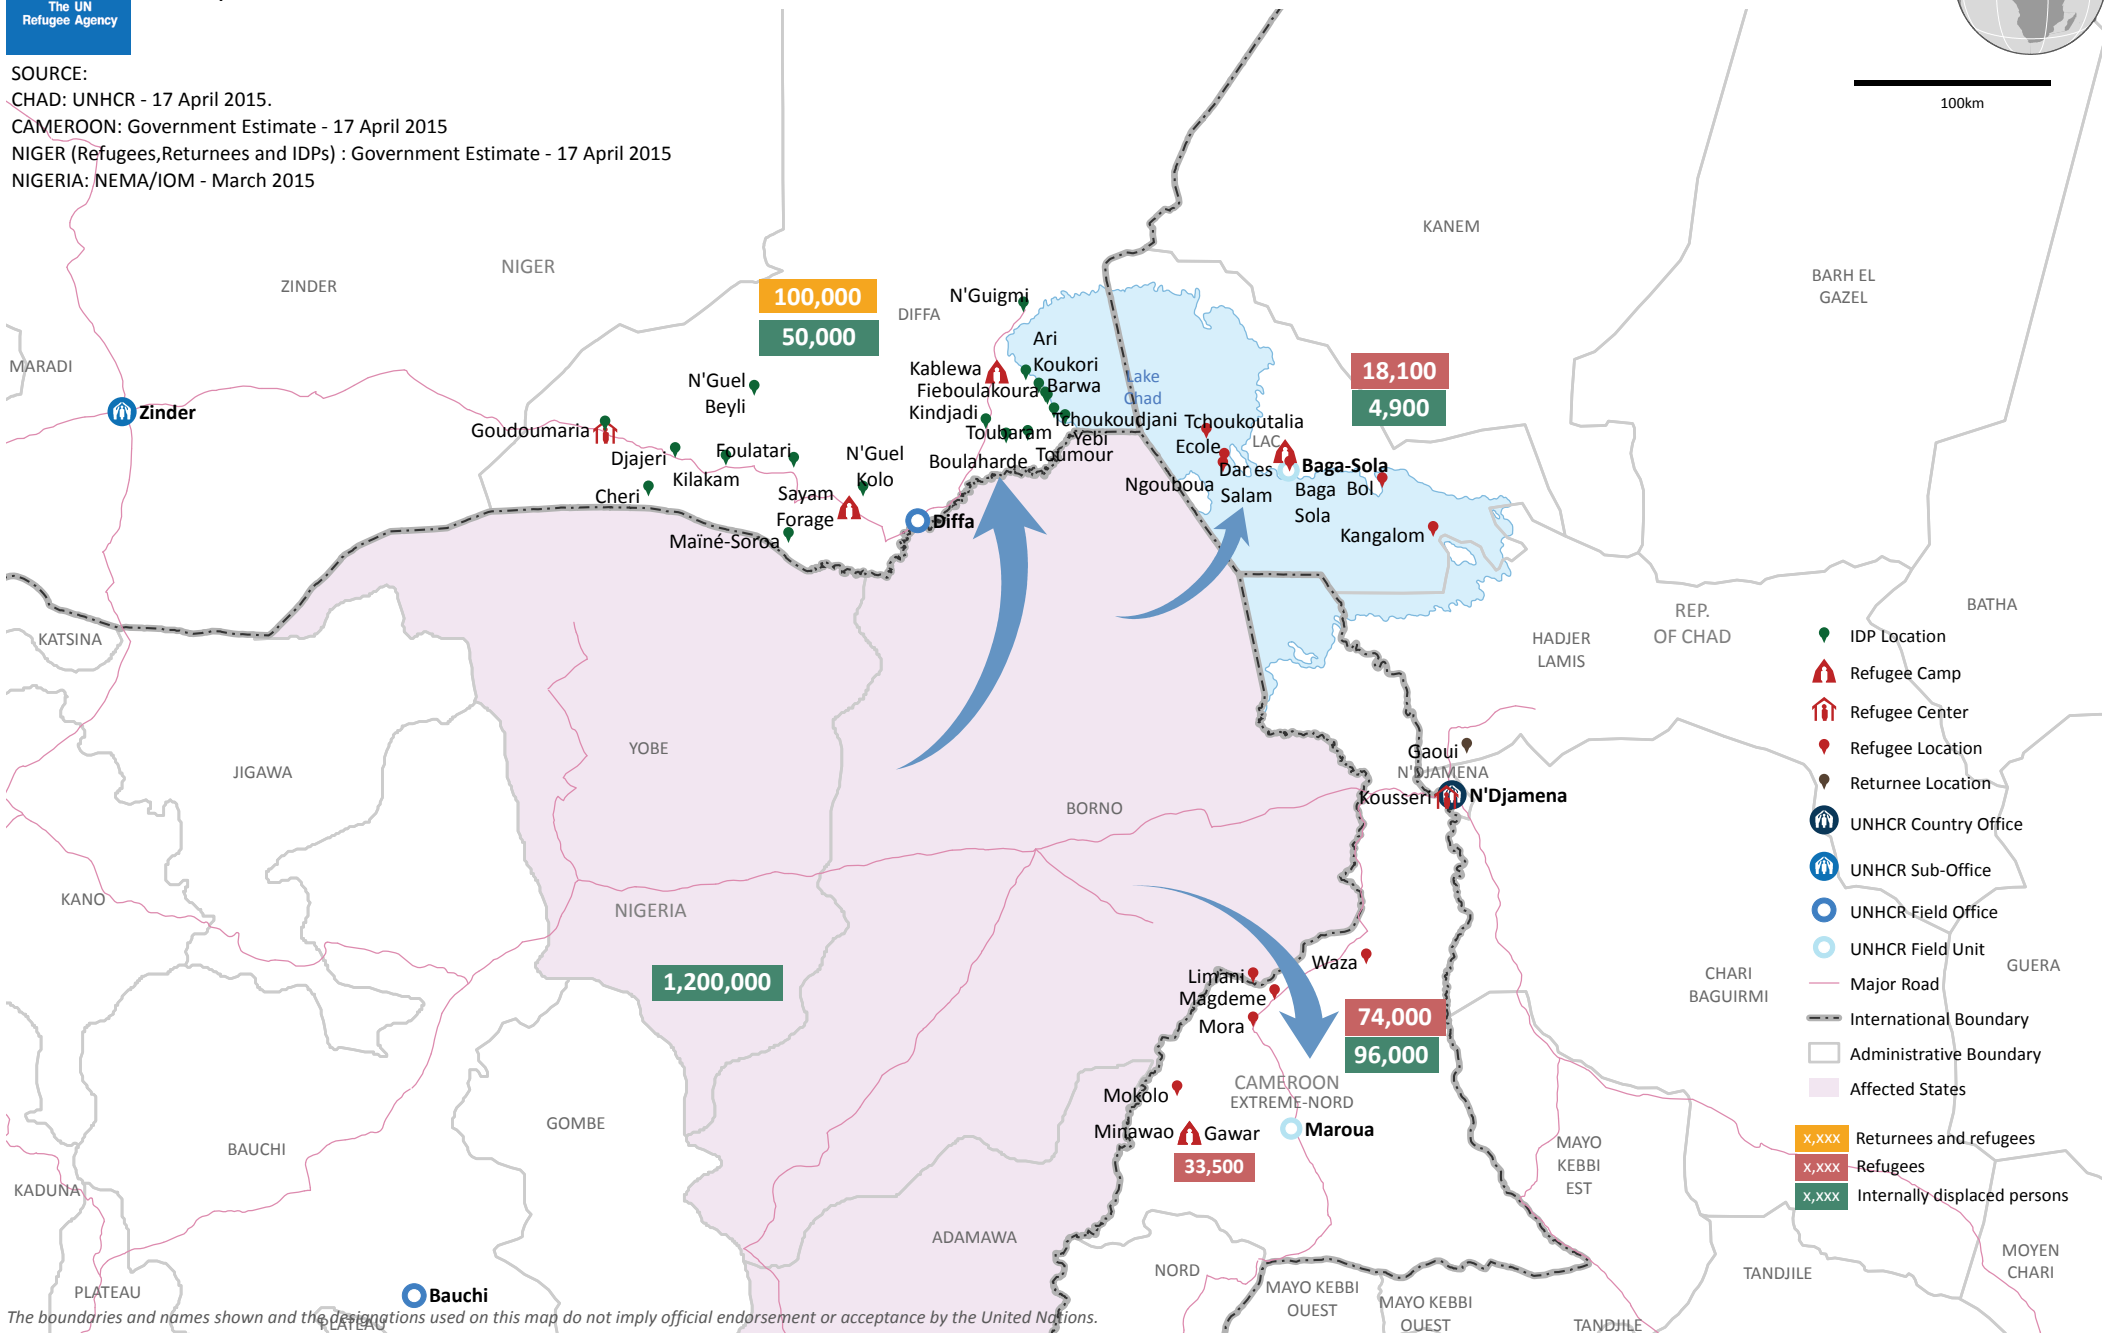 The UN
Refugee Agency
SOURCE:
CHAD: UNHCR - 17 April 2015.
CAMEROON: Government Estimate - 17 April 2015
NIGER (Refugees,Returnees and IDPs) : Government Estimate - 17 April 2015
NIGERIA: NEMA/IOM - March 2015
100km
KANEM
NIGER
ZINDER
BARH EL
GAZEL
100,000
50,000
DIFFA
N'Guigmi
MARADI
Ari
Koukori
Kablewa
Fieboulakoura
Barwa
Kindjadi
Tchoukoudjani
Toubaram
Yebi
Boulaharde
Toumour
Lake
Chad
18,100
4,900
N'Guel
Beyli
Zinder
Goudoumaria
Djajeri
Foulatari
Kilakam
Cheri
N'Guel
Kolo
Sayam
Forage
Diffa
Maïné-Soroa
Tchoukoutalia
Ecole
LAC
Dar es
Salam
Ngouboua
Baga-Sola
Baga
Sola
Bol
Kangalom
KATSINA
REP.
OF CHAD
BATHA
HADJER
LAMIS
YOBE
JIGAWA
BORNO
Gaoui
N'DJAMENA
Kousseri
N'Djamena
KANO
NIGERIA
1,200,000
Limani
Waza
Magdeme
Mora
74,000
96,000
CHARI
BAGUIRMI
GUERA
Mokolo
CAMEROON
EXTREME-NORD
Minawao
Gawar
Maroua
33,500
GOMBE
BAUCHI
KADUNA
MAYO
KEBBI
EST
ADAMAWA
NORD
PLATEAU
Bauchi
PLATEAU
MAYO KEBBI
OUEST
MAYO KEBBI
OUEST
TANDJILE
TANDJILE
MOYEN
CHARI
IDP Location
Refugee Camp
Refugee Center
Refugee Location
Returnee Location
UNHCR Country Office
UNHCR Sub-Office
UNHCR Field Office
UNHCR Field Unit
Major Road
International Boundary
Administrative Boundary
Affected States
x,xxx Returnees and refugees
x,xxx Refugees
x,xxx Internally displaced persons
The boundaries and names shown and the designations used on this map do not imply official endorsement or acceptance by the United Nations.